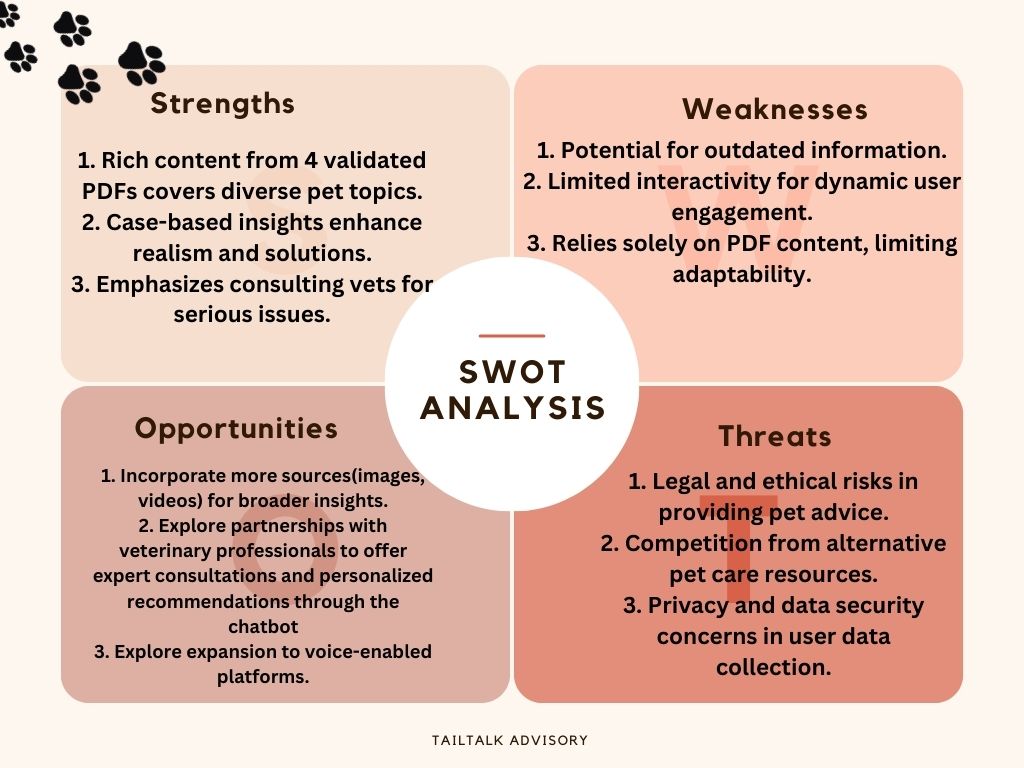 Strengths
1. Rich content from 4 validated
PDFs covers diverse pet topics.
2. Case-based insights enhance
realism and solutions.
3. Emphasizes consulting vets for
serious issues.
Weaknesses
1. Potential for outdated information.
2. Limited interactivity for dynamic user
engagement.
3. Relies solely on PDF content, limiting
adaptability.
SWOT
ANALYSIS
Opportunities
1. Incorporate more sources(images,
videos) for broader insights.
2. Explore partnerships with
veterinary professionals to offer
expert consultations and personalized
recommendations through the
chatbot
3. Explore expansion to voice-enabled
platforms.
Threats
1. Legal and ethical risks in
providing pet advice.
2. Competition from alternative
pet care resources.
3. Privacy and data security
concerns in user data
collection.
S
W
O
T
TAILTALK ADVISORY